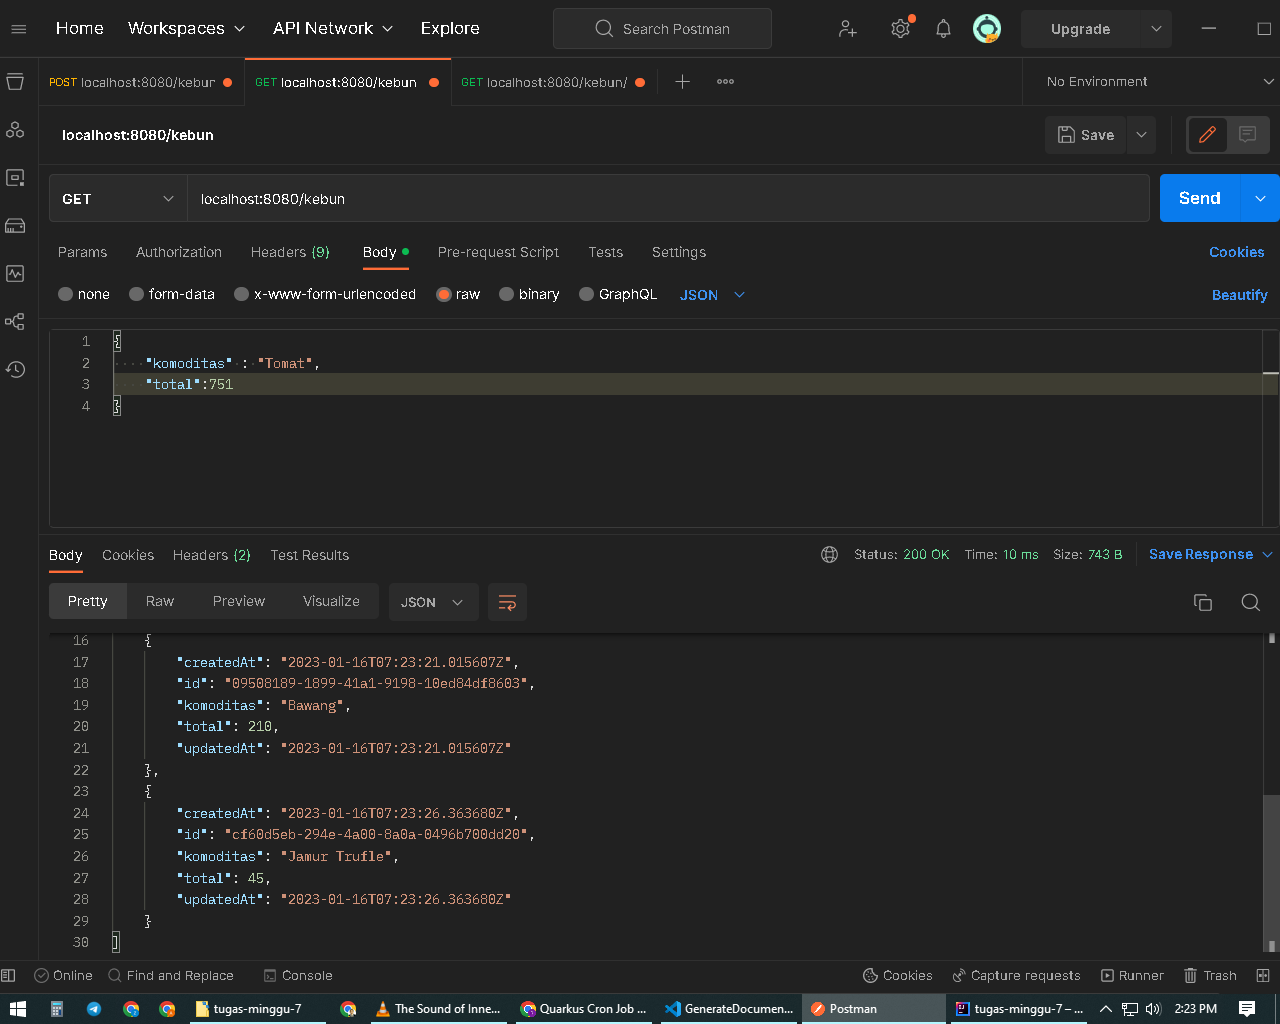 Home Workspaces API Network Explore Search Postman Upgrade
POST localhost:8080/kebun GET localhost:8080/kebun GET localhost:8080/kebun/ No Environment
localhost:8080/kebun Save
GET localhost:8080/kebun Send
Params Authorization Headers (9) Body Pre-request Script Tests Settings Cookies
none form-data x-www-form-urlencoded raw binary GraphQL JSON Beautify
1 {
2 "komoditas" : "Tomat",
3 "total":751
4 }
Body Cookies Headers (2) Test Results Status: 200 OK Time: 10 ms Size: 743 B Save Response
Pretty Raw Preview Visualize JSON
16 {
17 "createdAt": "2023-01-16T07:23:21.015607Z",
18 "id": "09508189-1899-41a1-9198-10ed84df8603",
19 "komoditas": "Bawang",
20 "total": 210,
21 "updatedAt": "2023-01-16T07:23:21.015607Z"
22 },
23 {
24 "createdAt": "2023-01-16T07:23:26.363680Z",
25 "id": "cf60d5eb-294e-4a00-8a0a-0496b700dd20",
26 "komoditas": "Jamur Trufle",
27 "total": 45,
28 "updatedAt": "2023-01-16T07:23:26.363680Z"
29 }
30 ]
Online Find and Replace Console Cookies Capture requests Runner Trash
tugas-minggu-7 The Sound of Inne... Quarkus Cron Job ... GenerateDocumen... Postman tugas-minggu-7 – ... 2:23 PM